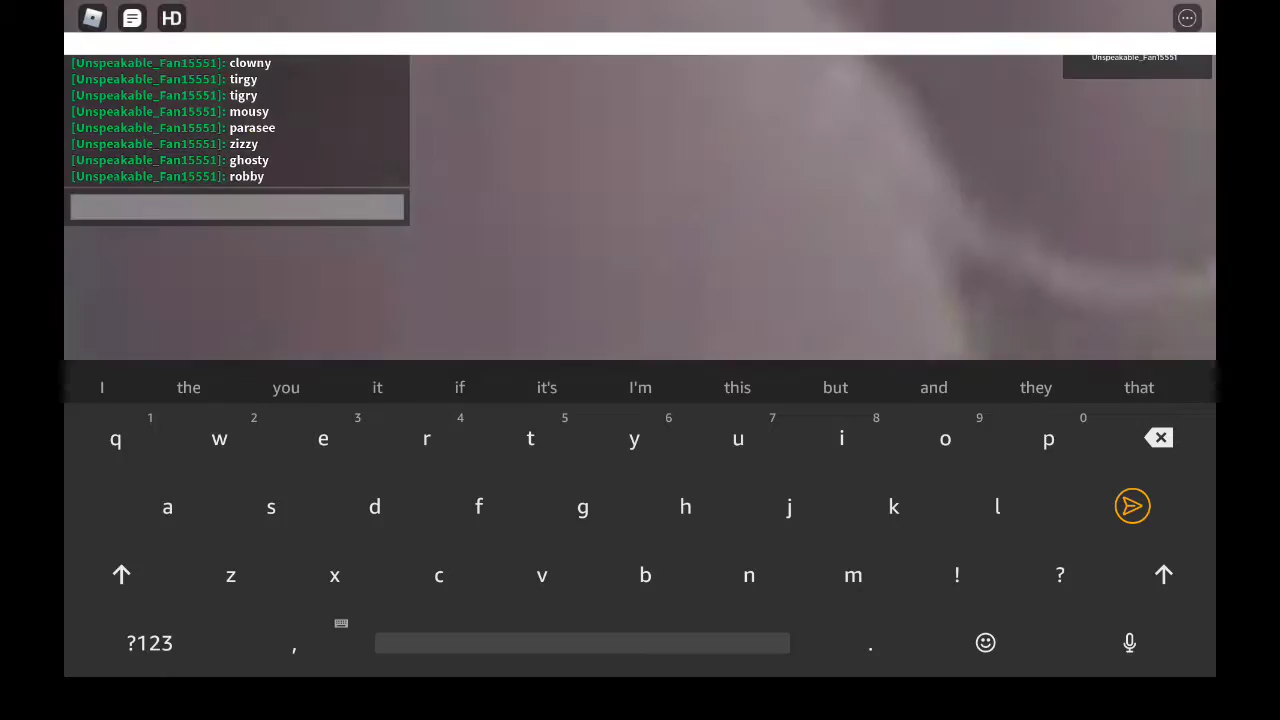 HD
[Unspeakable_Fan15551]: clowny
Unspeakable_Fan15551
[Unspeakable_Fan15551]: tirgy
[Unspeakable_Fan15551]: tigry
[Unspeakable_Fan15551]: mousy
[Unspeakable_Fan15551]: parasee
[Unspeakable_Fan15551]: zizzy
[Unspeakable_Fan15551]: ghosty
[Unspeakable_Fan15551]: robby
I the you it if it's I'm this but and they that
1 2 3 4 5 6 7 8 9 0
q w e r t y u i o p
a s d f g h j k l
z x c v b n m ! ?
?123 , .